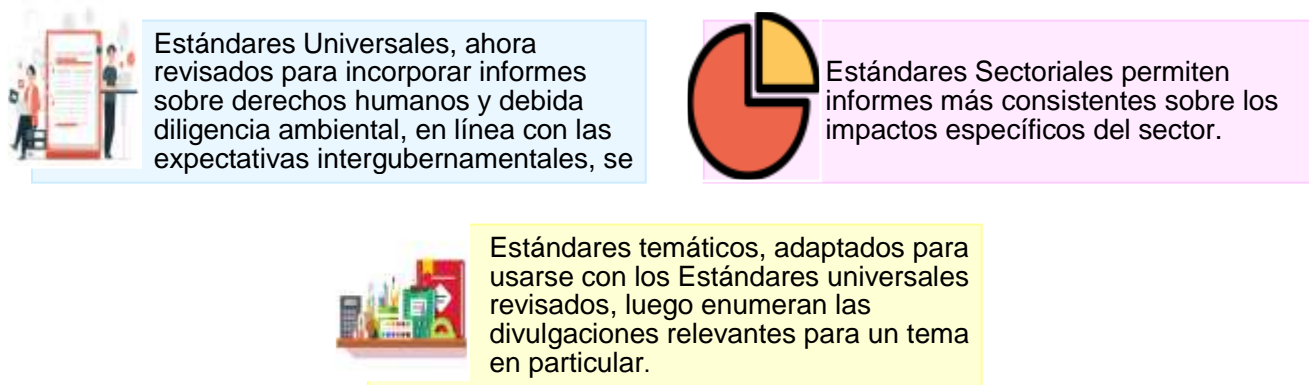 Estándares Universales, ahora
revisados para incorporar informes
sobre derechos humanos y debida
diligencia ambiental, en línea con las
expectativas intergubernamentales, se
Estándares Sectoriales permiten
informes más consistentes sobre los
impactos específicos del sector.
Estándares temáticos, adaptados para
usarse con los Estándares universales
revisados, luego enumeran las
divulgaciones relevantes para un tema
en particular.